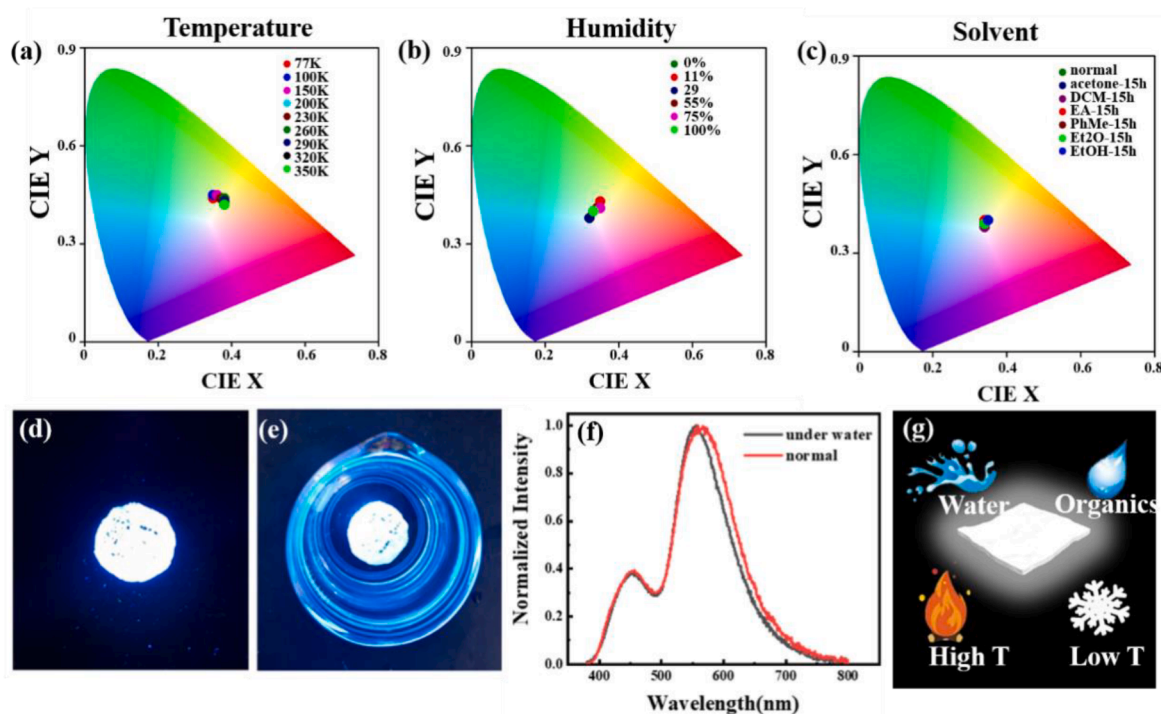 Temperature
(a)
0.9
0.6
0.3
0
CIE Y
77K
100K
150K
200K
230K
260K
290K
320K
350K
0 0.2 0.4 0.6 0.8
CIE X
Humidity
(b)
0.9
0.6
0.3
0
CIE Y
0%
11%
29
55%
75%
100%
0 0.2 0.4 0.6 0.8
CIE X
Solvent
(c)
0.9
0.6
0.3
0
CIE Y
normal
acetone-15h
DCM-15h
EA-15h
PhMe-15h
Et2O-15h
EtOH-15h
0 0.2 0.4 0.6 0.8
CIE X
(d)
(e)
(f)
Normalized Intensity
1.0
0.8
0.6
0.4
0.2
0.0
under water
normal
400 500 600 700 800
Wavelength(nm)
(g)
Water
Organics
High T
Low T